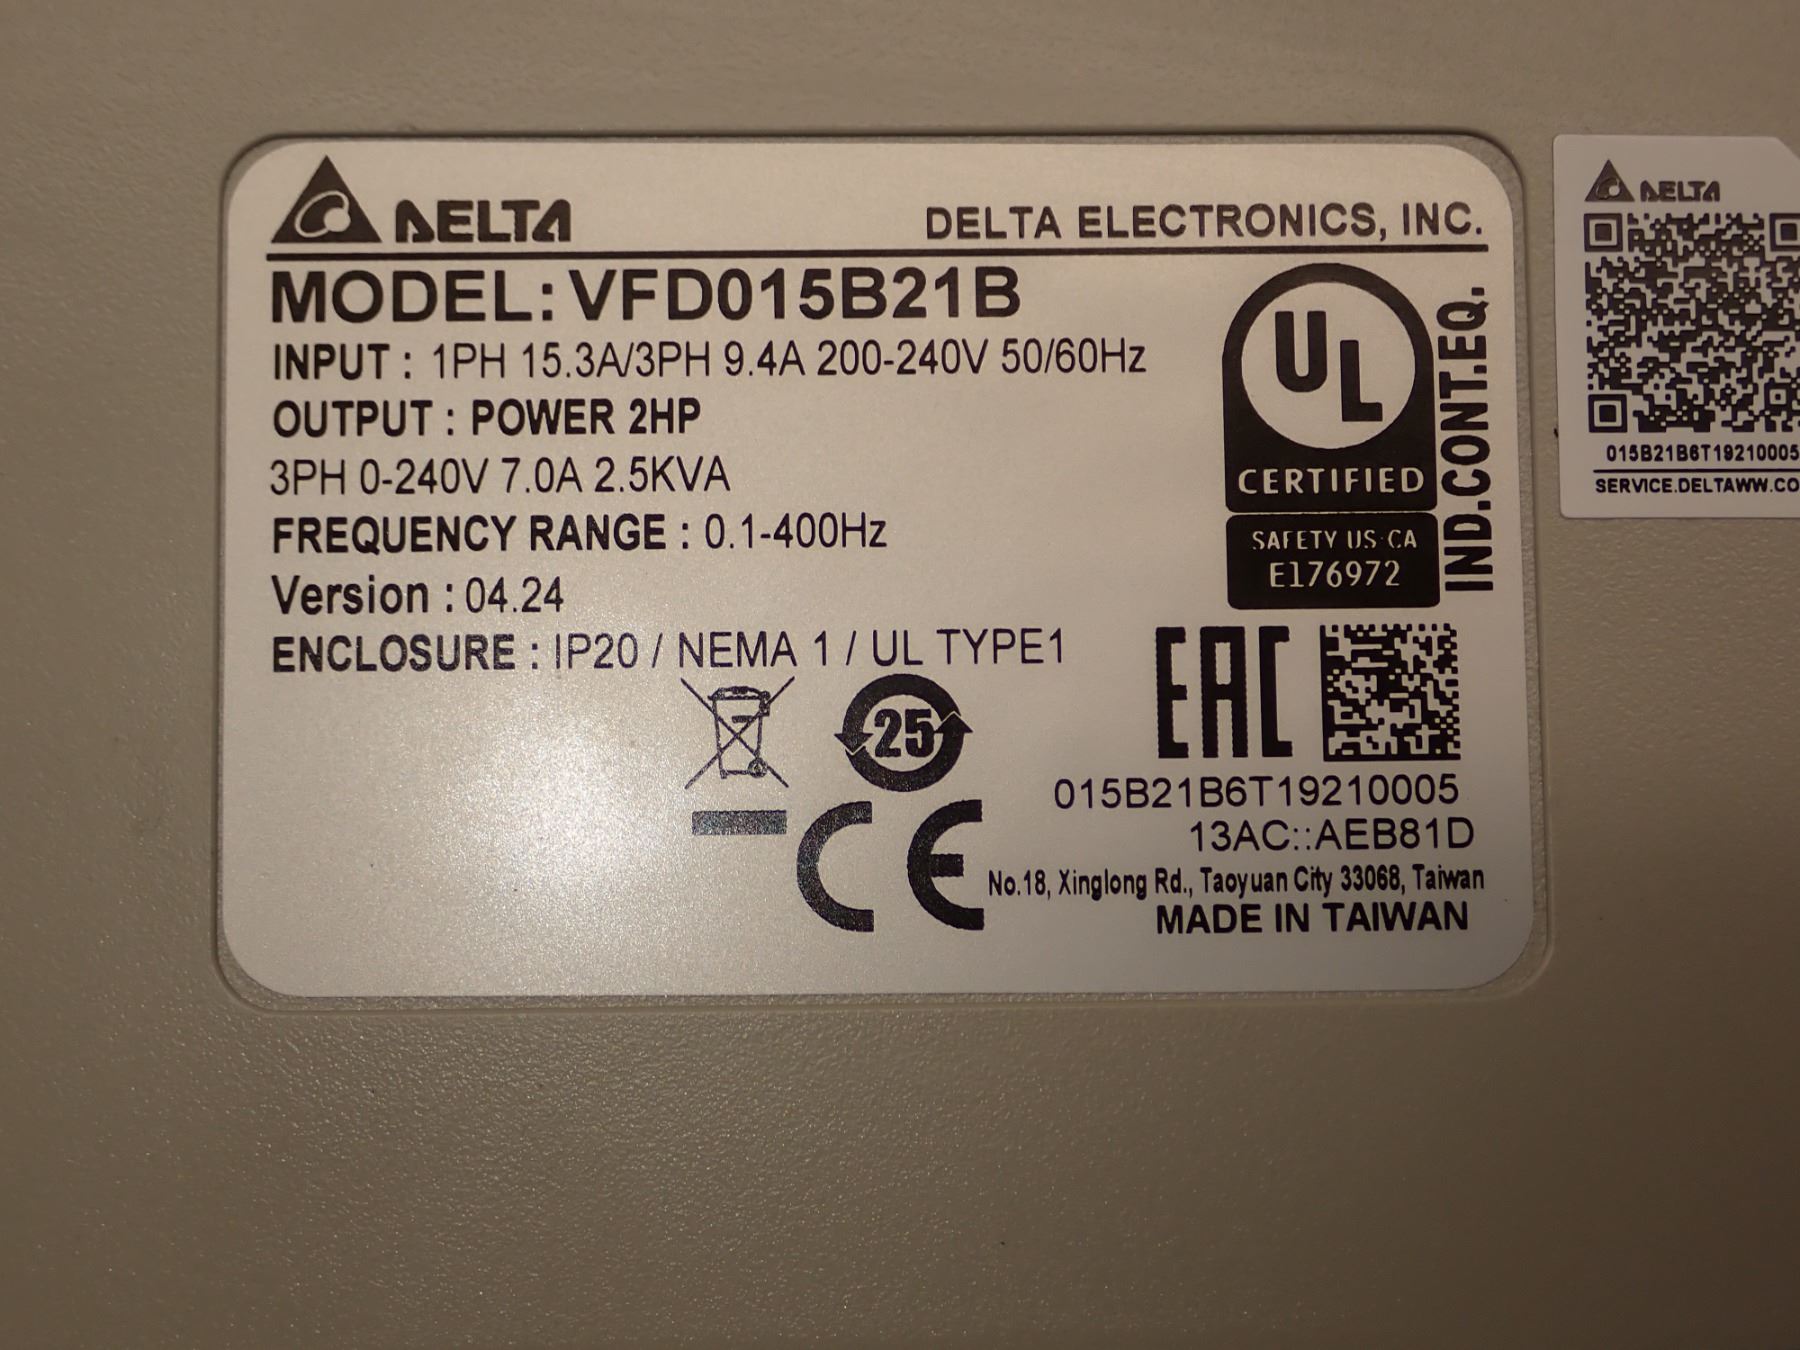 DELTA
DELTA ELECTRONICS, INC.
MODEL: VFD015B21B
INPUT : 1PH 15.3A/3PH 9.4A 200-240V 50/60Hz
OUTPUT : POWER 2HP
3PH 0-240V 7.0A 2.5KVA
FREQUENCY RANGE : 0.1-400Hz
Version : 04.24
ENCLOSURE : IP20 / NEMA 1 / UL TYPE1
UL
CERTIFIED
SAFETY US·CA
E176972
IND.CONT.EQ.
25
CE
EAC
015B21B6T19210005
13AC::AEB81D
No.18, Xinglong Rd., Taoyuan City 33068, Taiwan
MADE IN TAIWAN
DELTA
015B21B6T19210005
SERVICE.DELTAWW.CO